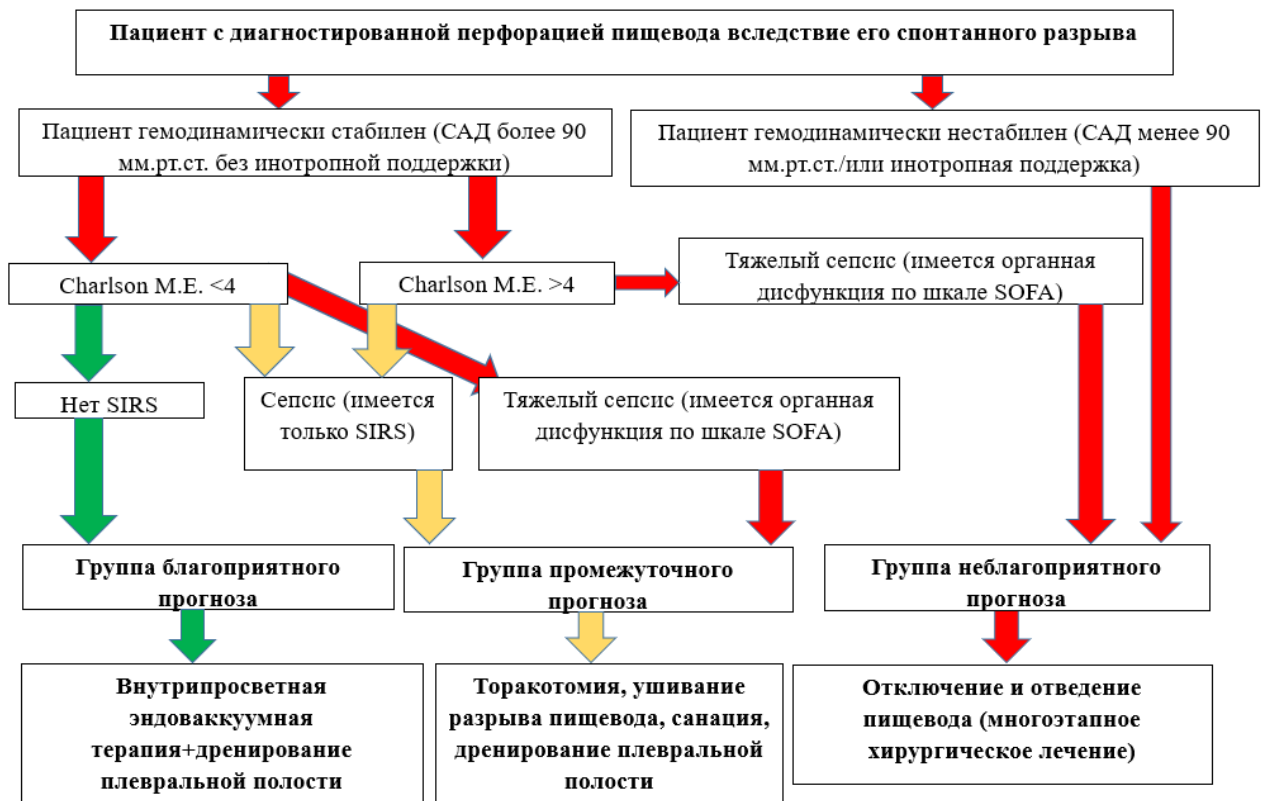 Пациент с диагностированной перфорацией пищевода вследствие его спонтанного разрыва
Пациент гемодинамически стабилен (САД более 90
мм.рт.ст. без инотропной поддержки)
Пациент гемодинамически нестабилен (САД менее 90
мм.рт.ст./или инотропная поддержка)
Charlson M.E. <4
Charlson M.E. >4
Тяжелый сепсис (имеется органная
дисфункция по шкале SOFA)
Нет SIRS
Сепсис (имеется
только SIRS)
Тяжелый сепсис (имеется органная
дисфункция по шкале SOFA)
Группа благоприятного
прогноза
Группа промежуточного
прогноза
Группа неблагоприятного
прогноза
Внутрипросветная
эндоваккуумная
терапия+дренирование
плевральной полости
Торакотомия, ушивание
разрыва пищевода, санация,
дренирование плевральной
полости
Отключение и отведение
пищевода (многоэтапное
хирургическое лечение)